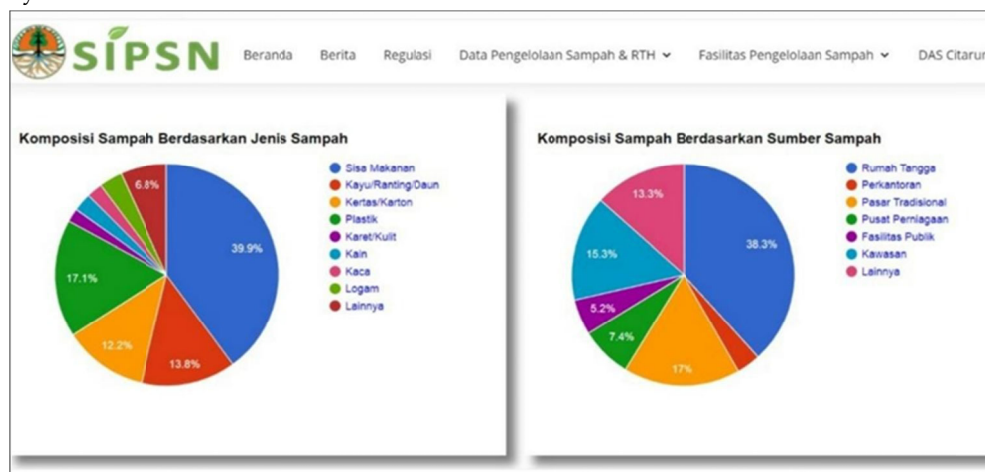 SIPSN
Beranda Berita Regulasi Data Pengelolaan Sampah & RTH Fasilitas Pengelolaan Sampah DAS Citarum
Komposisi Sampah Berdasarkan Jenis Sampah
39.9%
13.8%
12.2%
17.1%
6.8%
Sisa Makanan
Kayu/Ranting/Daun
Kertas/Karton
Plastik
Karet/Kulit
Kain
Kaca
Logam
Lainnya
Komposisi Sampah Berdasarkan Sumber Sampah
38.3%
17%
7.4%
5.2%
15.3%
13.3%
Rumah Tangga
Perkantoran
Pasar Tradisional
Pusat Perniagaan
Fasilitas Publik
Kawasan
Lainnya